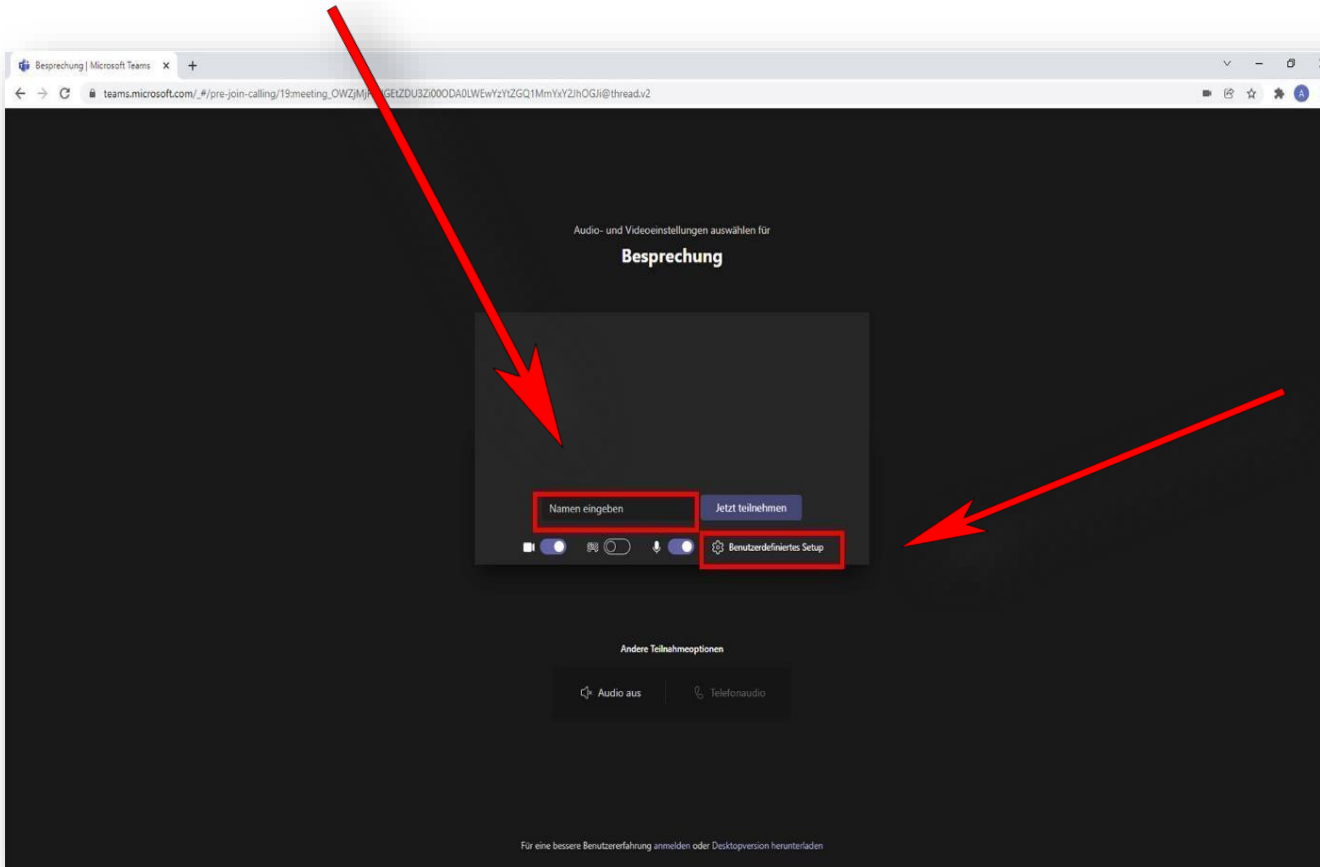 Besprechung | Microsoft Teams
Audio- und Videoeinstellungen auswählen für
Besprechung
Namen eingeben
Jetzt teilnehmen
Benutzerdefiniertes Setup
Andere Teilnahmeoptionen
Audio aus
Telefonaudio
Für eine bessere Benutzererfahrung anmelden oder Desktopversion herunterladen